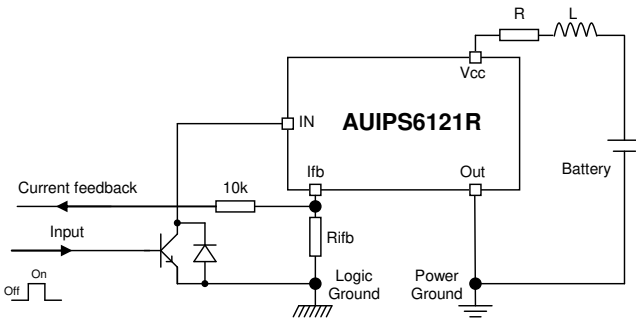 R
L
Vcc
AUIPS6121R
IN
Ifb
Out
Battery
Current feedback
10k
Input
Rifb
On
Off
Logic
Ground
Power
Ground